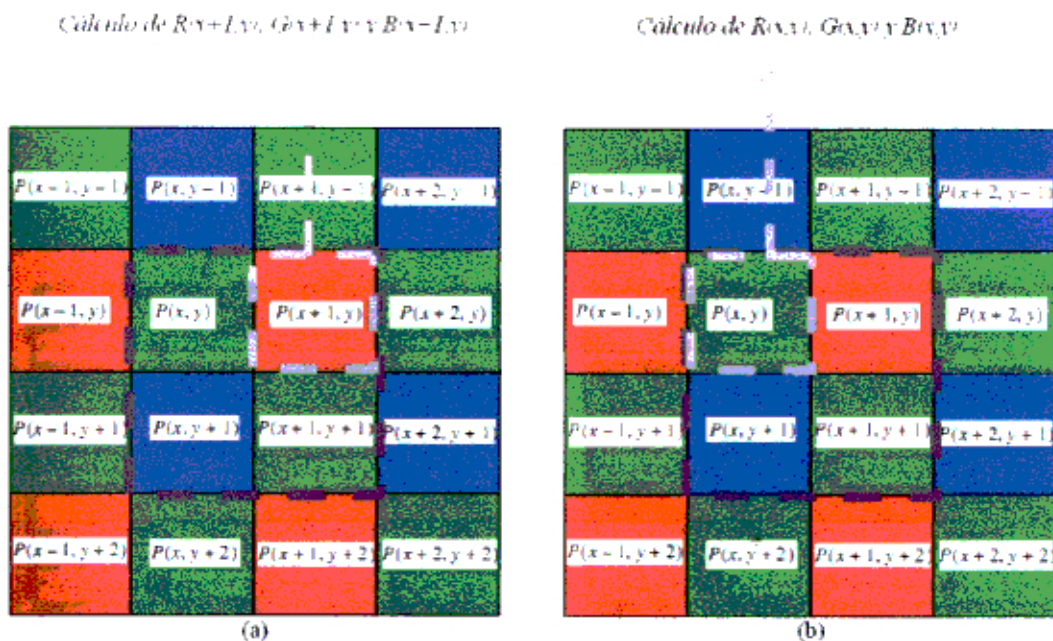 Cálculo de R(x+1,y), G(x+1,y) y B(x+1,y)
Cálculo de R(x,y), G(x,y) y B(x,y)
P(x-1, y-1) P(x, y-1) P(x+1, y-1) P(x+2, y-1)
P(x-1, y) P(x, y) P(x+1, y) P(x+2, y)
P(x-1, y+1) P(x, y+1) P(x+1, y+1) P(x+2, y+1)
P(x-1, y+2) P(x, y+2) P(x+1, y+2) P(x+2, y+2)
(a)
P(x-1, y-1) P(x, y-1) P(x+1, y-1) P(x+2, y-1)
P(x-1, y) P(x, y) P(x+1, y) P(x+2, y)
P(x-1, y+1) P(x, y+1) P(x+1, y+1) P(x+2, y+1)
P(x-1, y+2) P(x, y+2) P(x+1, y+2) P(x+2, y+2)
(b)